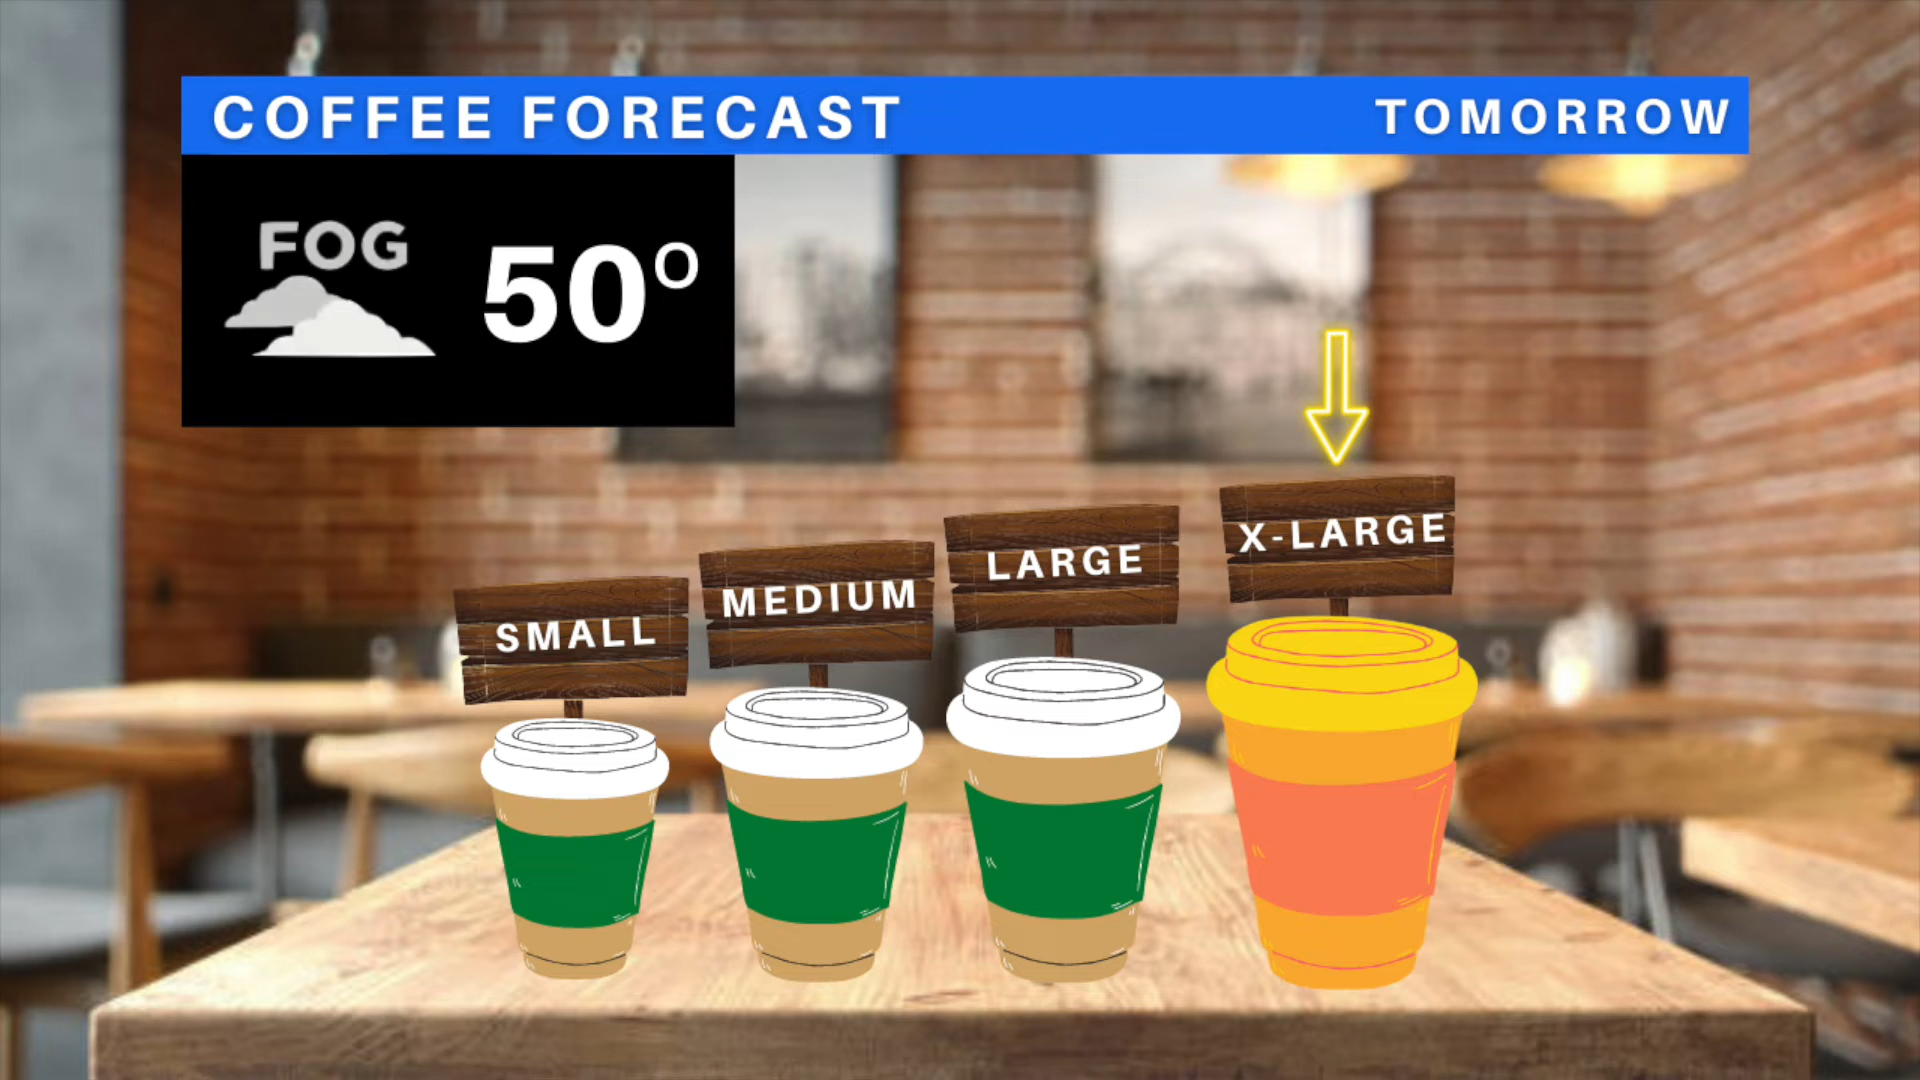 COFFEE FORECAST TOMORROW
FOG
50°
SMALL
MEDIUM
LARGE
X-LARGE